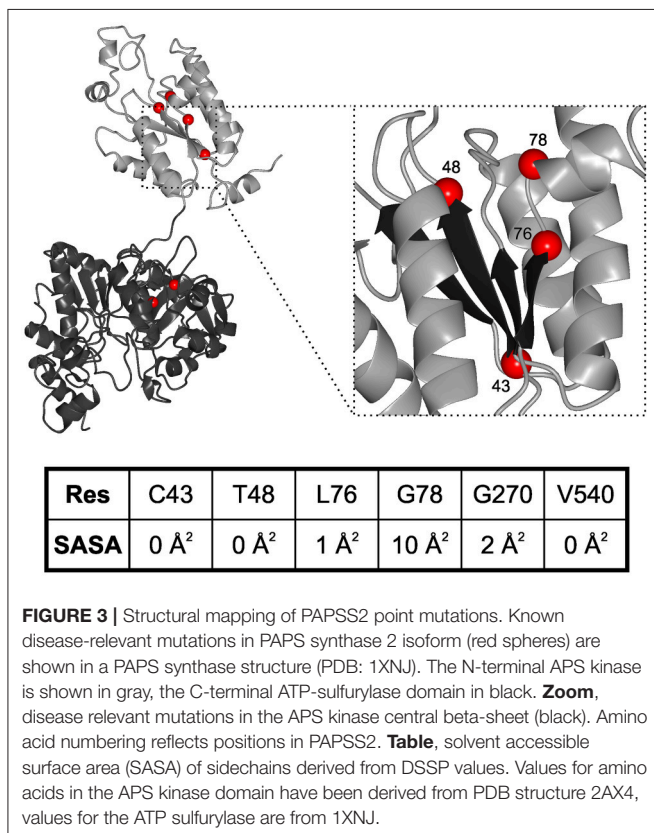 48
78
76
43
Res C43 T48 L76 G78 G270 V540
SASA 0 Å² 0 Å² 1 Å² 10 Å² 2 Å² 0 Å²
FIGURE 3 | Structural mapping of PAPSS2 point mutations. Known
disease-relevant mutations in PAPS synthase 2 isoform (red spheres) are
shown in a PAPS synthase structure (PDB: 1XNJ). The N-terminal APS kinase
is shown in gray, the C-terminal ATP-sulfurylase domain in black. Zoom,
disease relevant mutations in the APS kinase central beta-sheet (black). Amino
acid numbering reflects positions in PAPSS2. Table, solvent accessible
surface area (SASA) of sidechains derived from DSSP values. Values for amino
acids in the APS kinase domain have been derived from PDB structure 2AX4,
values for the ATP sulfurylase are from 1XNJ.